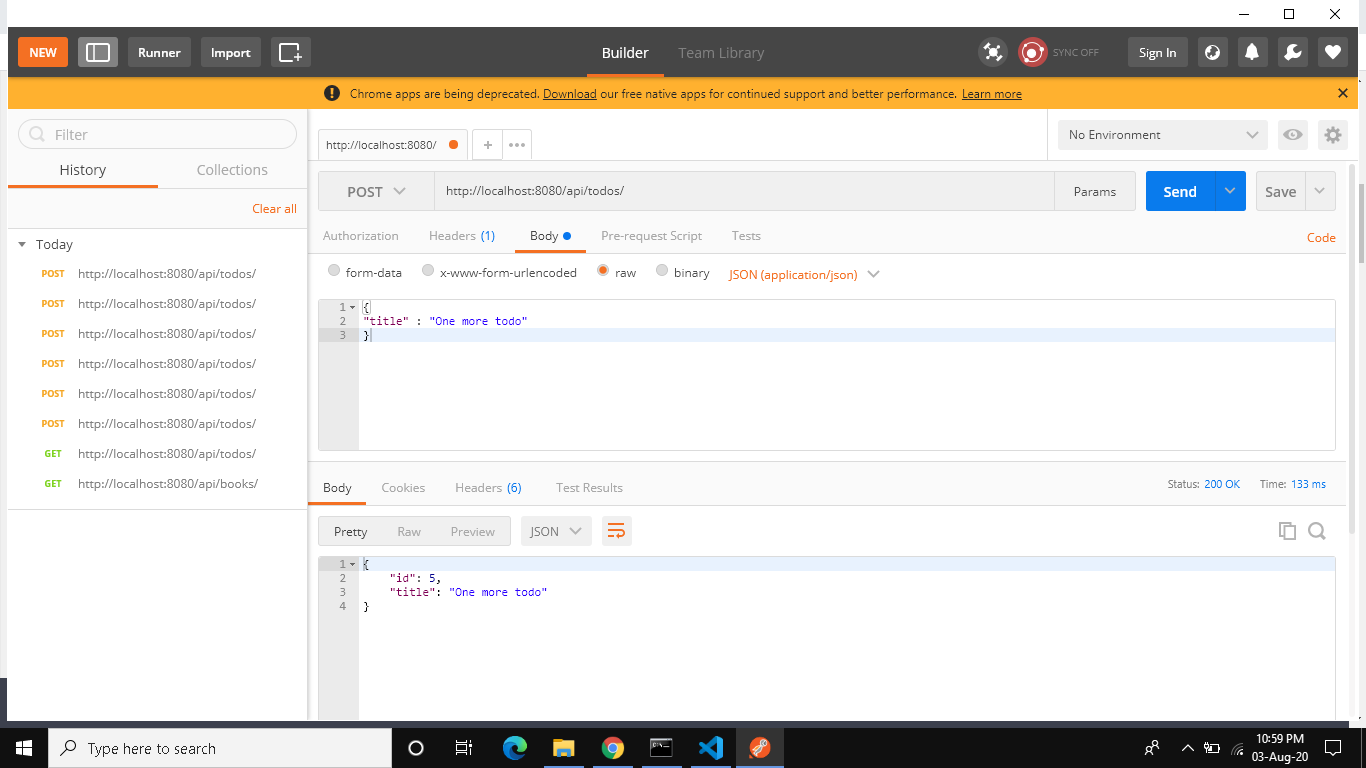 NEW Runner Import Builder Team Library SYNC OFF Sign In
Chrome apps are being deprecated. Download our free native apps for continued support and better performance. Learn more
Filter
History Collections
Clear all
Today
POST http://localhost:8080/api/todos/
POST http://localhost:8080/api/todos/
POST http://localhost:8080/api/todos/
POST http://localhost:8080/api/todos/
POST http://localhost:8080/api/todos/
POST http://localhost:8080/api/todos/
GET http://localhost:8080/api/todos/
GET http://localhost:8080/api/books/
http://localhost:8080/ + ••• No Environment
POST http://localhost:8080/api/todos/ Params Send Save
Authorization Headers (1) Body Pre-request Script Tests Code
form-data x-www-form-urlencoded raw binary JSON (application/json)
1 {
2 "title" : "One more todo"
3 }
Body Cookies Headers (6) Test Results Status: 200 OK Time: 133 ms
Pretty Raw Preview JSON
1 {
2 "id": 5,
3 "title": "One more todo"
4 }
Type here to search
10:59 PM
03-Aug-20